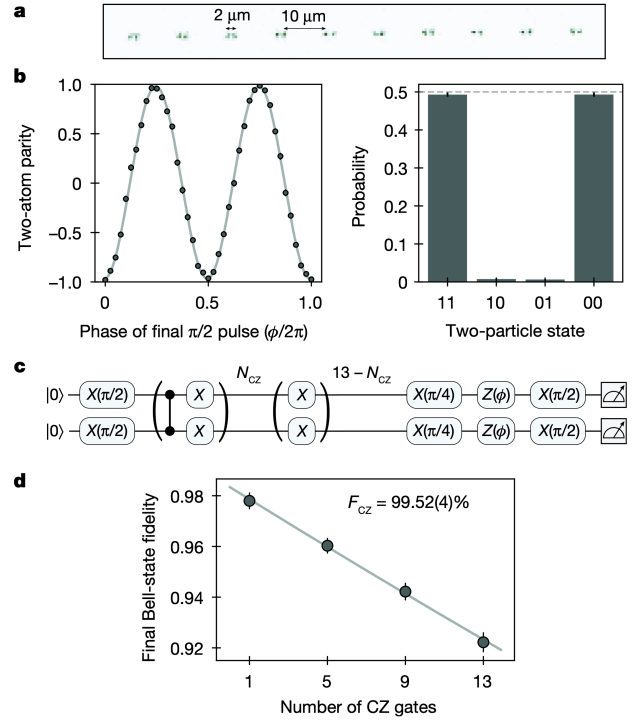 a
2 μm 10 μm
b
1.0
0.5
0
−0.5
−1.0
Two-atom parity
0 0.5 1.0
Phase of final π/2 pulse (ϕ/2π)
0.5
0.4
0.3
0.2
0.1
0
Probability
11 10 01 00
Two-particle state
c
N_CZ 13 − N_CZ
|0⟩ X(π/2) ( X ) ( X ) X(π/4) Z(ϕ) X(π/2)
|0⟩ X(π/2) X X X(π/4) Z(ϕ) X(π/2)
d
F_CZ = 99.52(4)%
0.98
0.96
0.94
0.92
Final Bell-state fidelity
1 5 9 13
Number of CZ gates